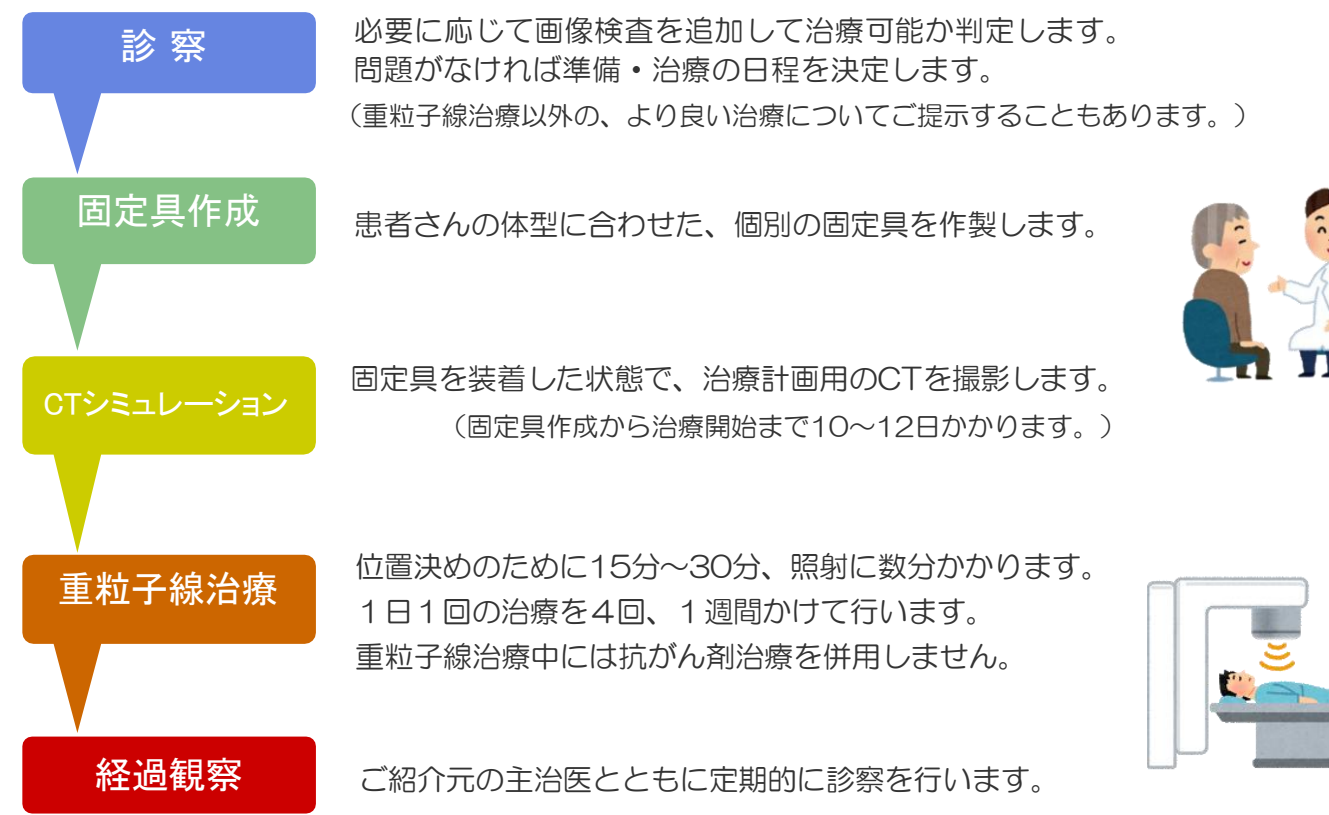 診 察
必要に応じて画像検査を追加して治療可能か判定します。
問題がなければ準備・治療の日程を決定します。
（重粒子線治療以外の、より良い治療についてご提示することもあります。）
固定具作成
患者さんの体型に合わせた、個別の固定具を作製します。
CTシミュレーション
固定具を装着した状態で、治療計画用のCTを撮影します。
（固定具作成から治療開始まで10～12日かかります。）
重粒子線治療
位置決めのために15分～30分、照射に数分かかります。
１日１回の治療を４回、１週間かけて行います。
重粒子線治療中には抗がん剤治療を併用しません。
経過観察
ご紹介元の主治医とともに定期的に診察を行います。